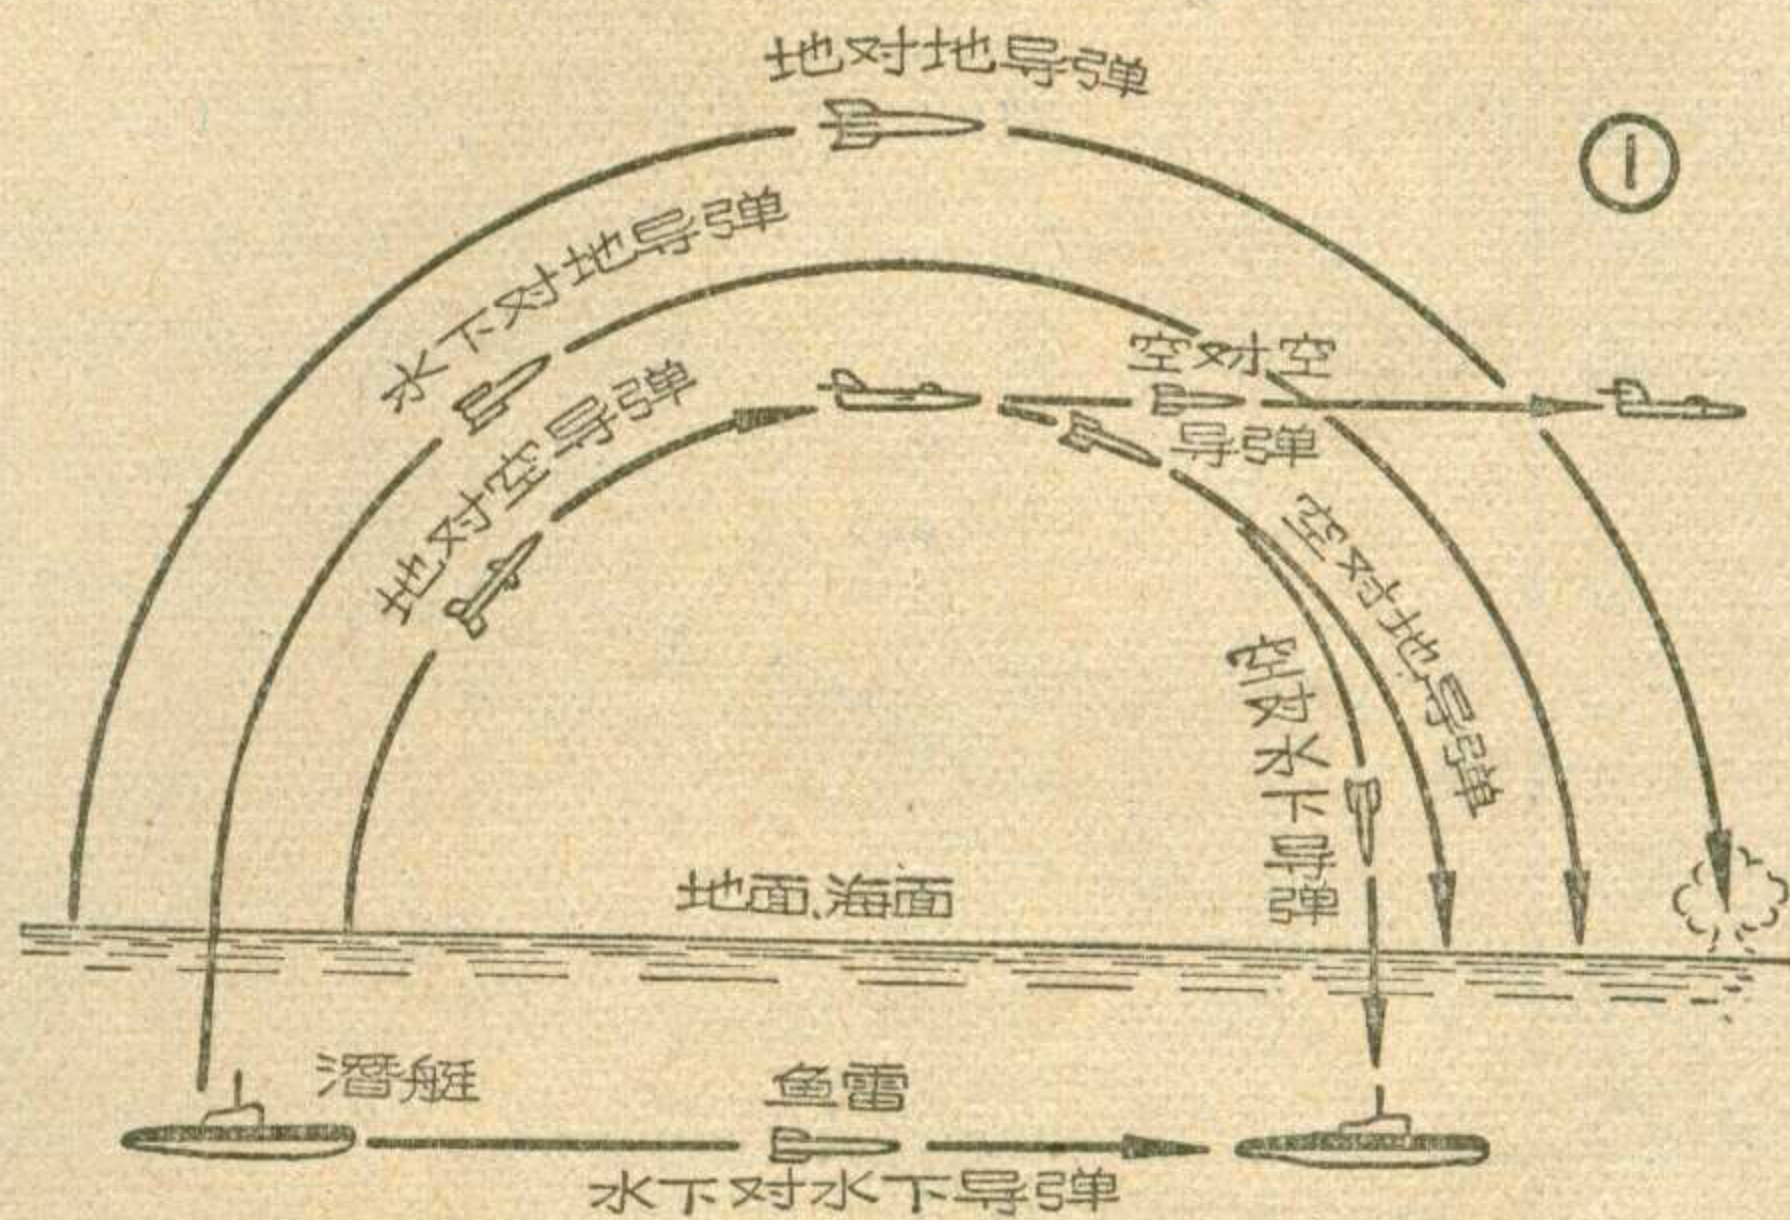 地对地导弹
①
水下对地导弹
地对空导弹
空对空
导弹
空对地导弹
空对水下导弹
地面、海面
潜艇
鱼雷
水下对水下导弹